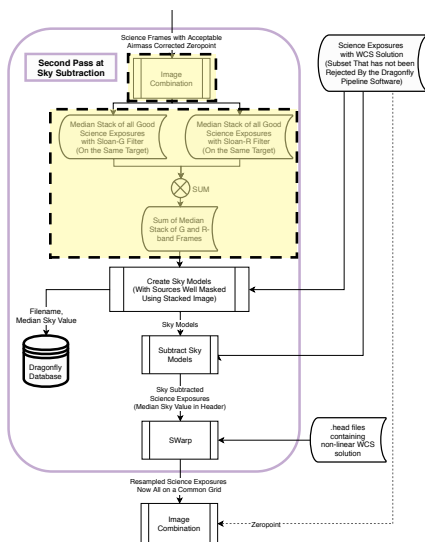 Science Frames with Acceptable
Airmass Corrected Zeropoint
Second Pass at
Sky Subtraction
Image
Combination
Science Exposures
with WCS Solution
(Subset That has not been
Rejected By the Dragonfly
Pipeline Software)
Median Stack of all Good
Science Exposures
with Sloan-G Filter
(On the Same Target)
Median Stack of all Good
Science Exposures
with Sloan-R Filter
(On the Same Target)
SUM
Sum of Median
Stack of G and R-
band Frames
Create Sky Models
(With Sources Well Masked
Using Stacked Image)
Filename,
Median Sky Value
Sky Models
Dragonfly
Database
Subtract Sky
Models
Sky Subtracted
Science Exposures
(Median Sky Value in Header)
SWarp
.head files
containing
non-linear WCS
solution
Resampled Science Exposures
Now All on a Common Grid
Image
Combination
Zeropoint